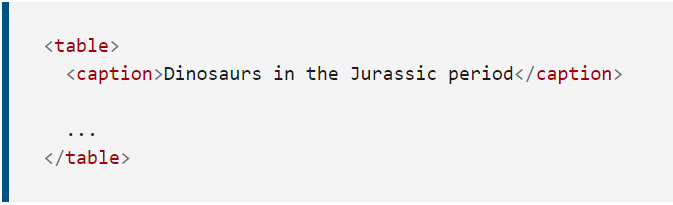 <table>
<caption>Dinosaurs in the Jurassic period</caption>
...
</table>